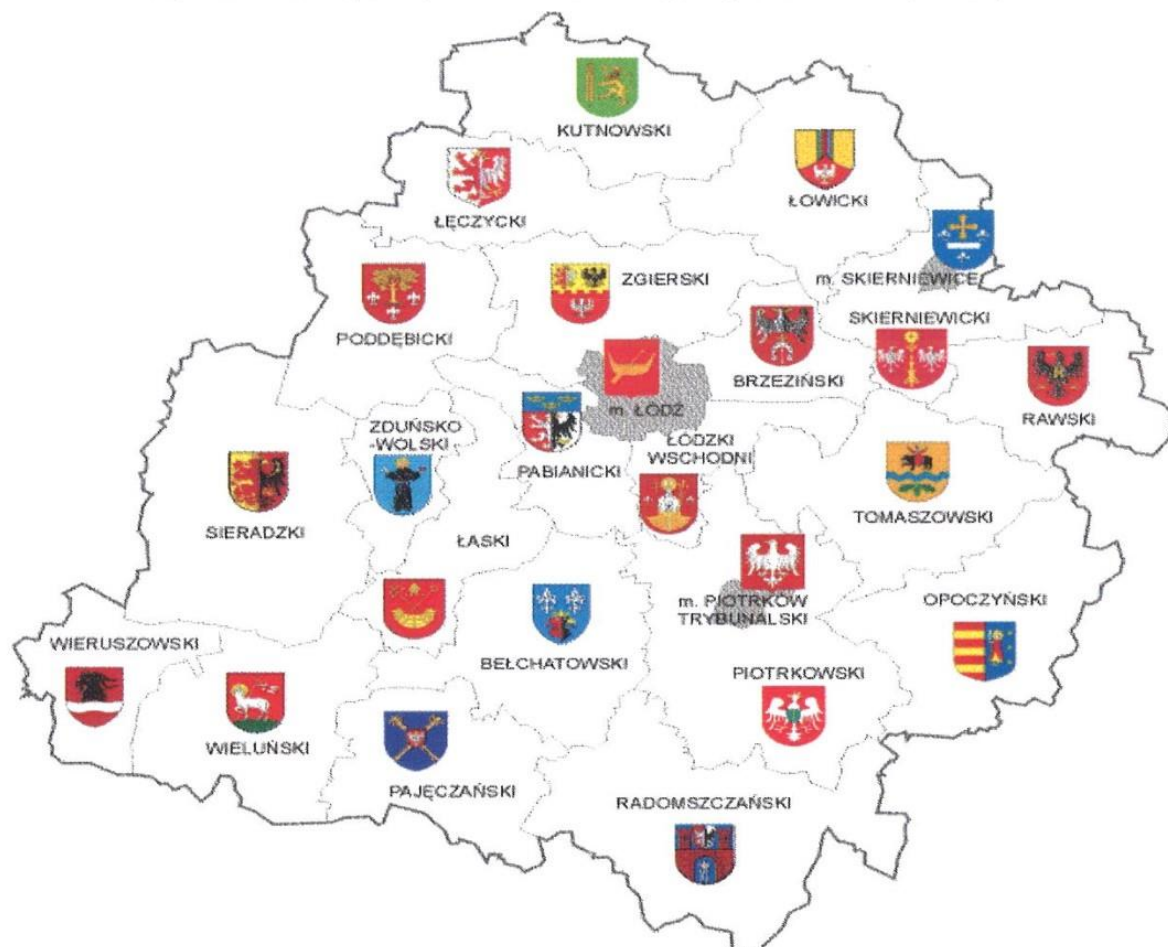 KUTNOWSKI
ŁOWICKI
ŁĘCZYCKI
ZGIERSKI
m. SKIERNIEWICE
SKIERNIEWICKI
PODDĘBICKI
BRZEZIŃSKI
RAWSKI
m. ŁÓDŹ
ZDUŃSKO
-WOLSKI
PABIANICKI
ŁÓDZKI
WSCHODNI
SIERADZKI
ŁASKI
TOMASZOWSKI
m. PIOTRKÓW
TRYBUNALSKI
OPOCZYŃSKI
WIERUSZOWSKI
BEŁCHATOWSKI
PIOTRKOWSKI
WIELUŃSKI
PAJĘCZAŃSKI
RADOMSZCZAŃSKI